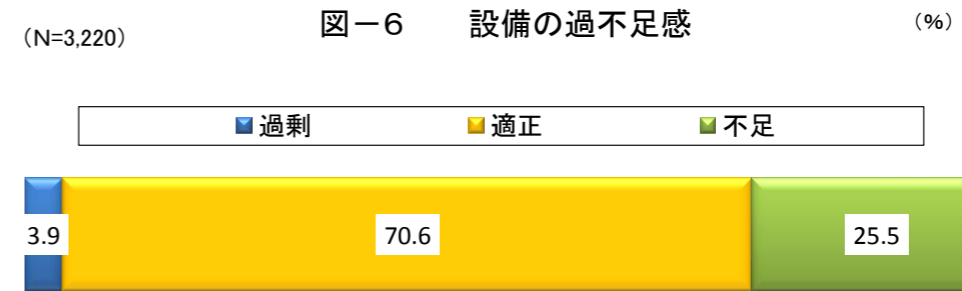 図－6　　設備の過不足感
（N=3,220）
（%）
過剰　適正　不足
3.9　70.6　25.5